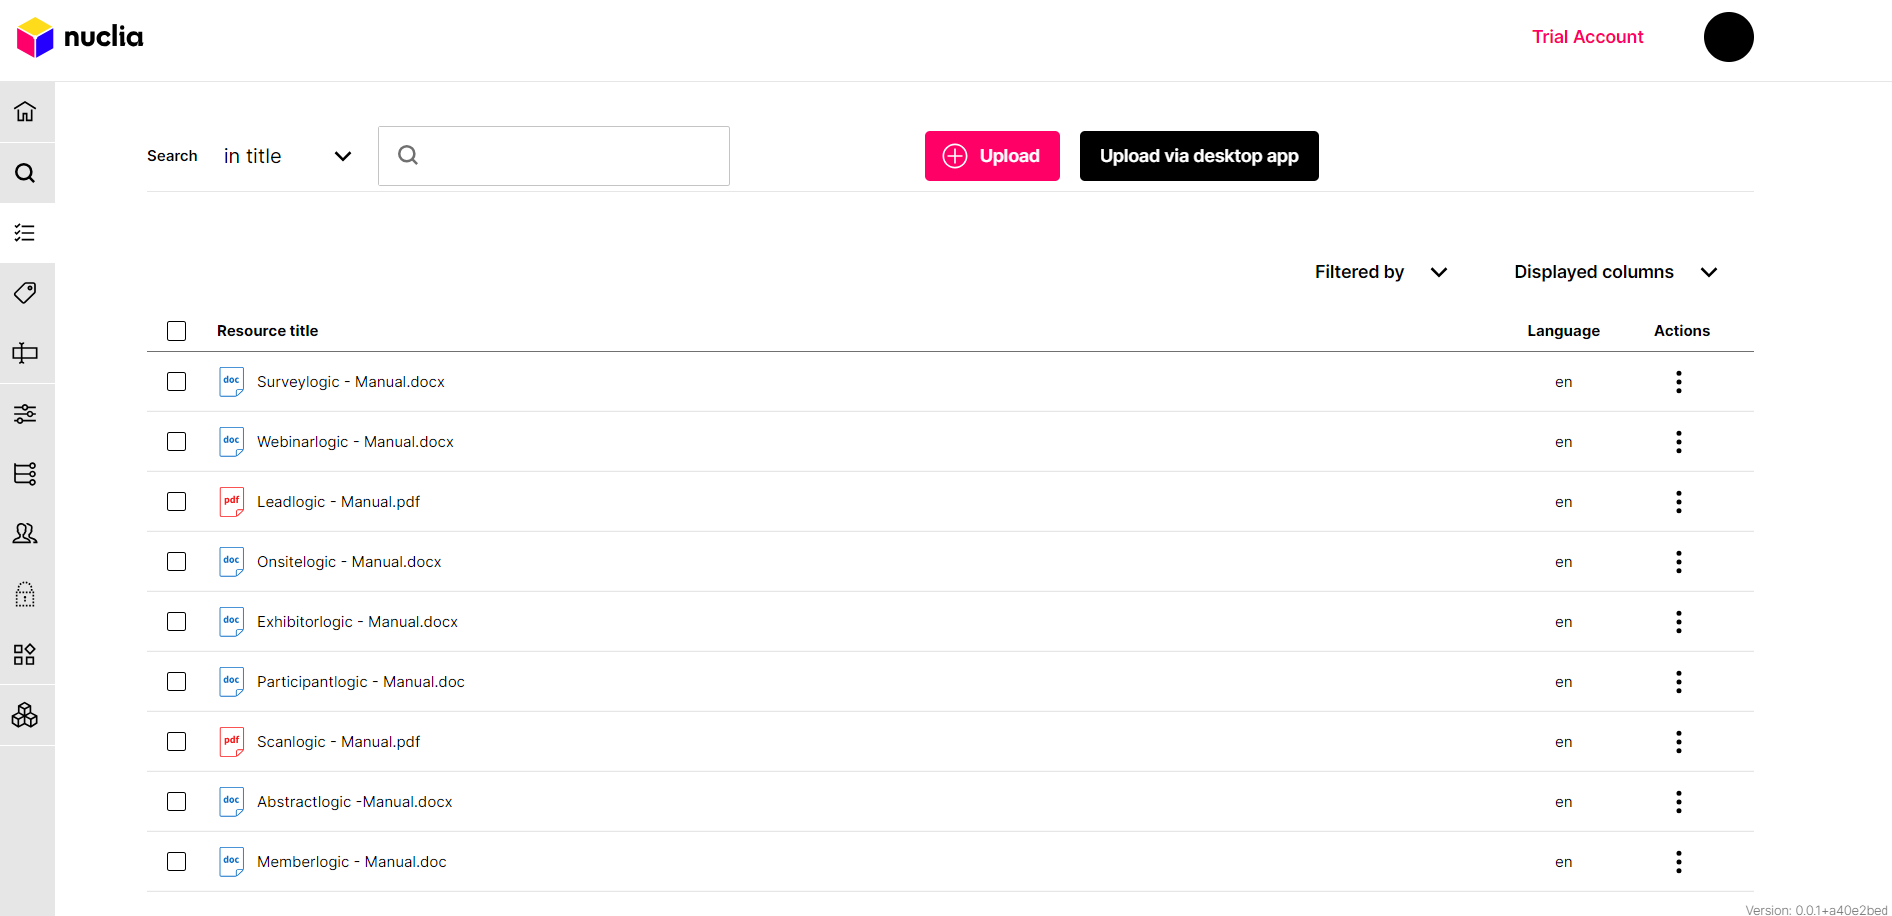 nuclia
Trial Account
Search in title
Upload
Upload via desktop app
Filtered by
Displayed columns
Resource title Language Actions
doc Surveylogic - Manual.docx en
doc Webinarlogic - Manual.docx en
pdf Leadlogic - Manual.pdf en
doc Onsitelogic - Manual.docx en
doc Exhibitorlogic - Manual.docx en
doc Participantlogic - Manual.doc en
pdf Scanlogic - Manual.pdf en
doc Abstractlogic -Manual.docx en
doc Memberlogic - Manual.doc en
Version: 0.0.1+a40e2bed